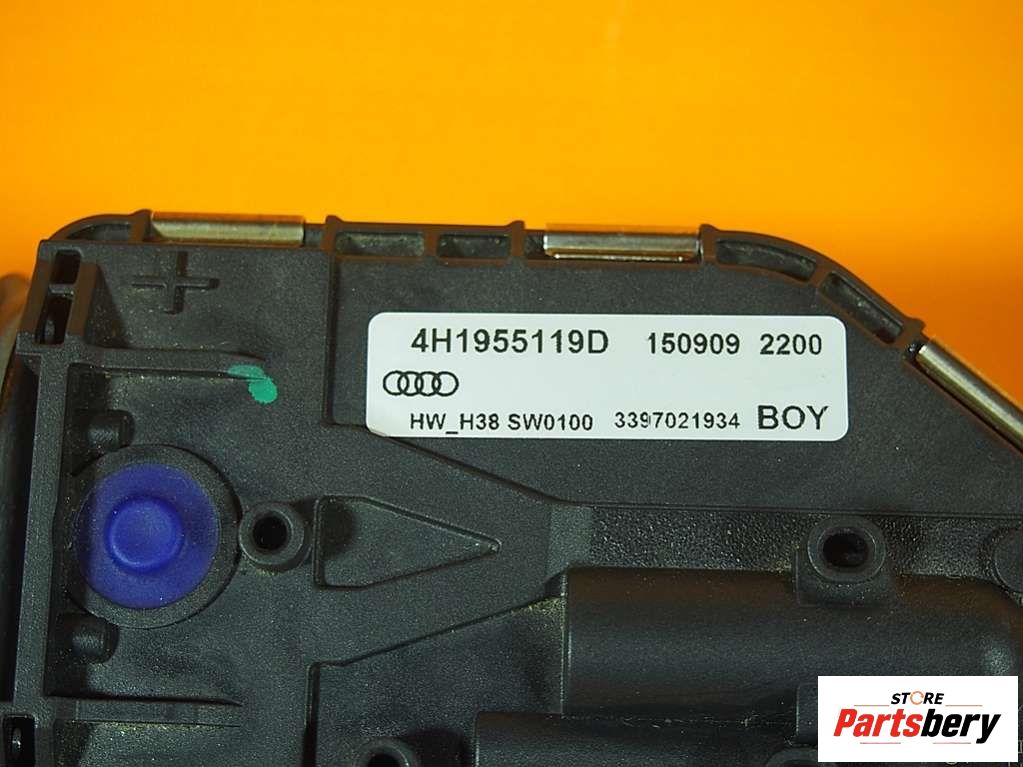 4H1955119D 150909 2200
HW_H38 SW0100 3397021934 BOY
STORE
Partsbery